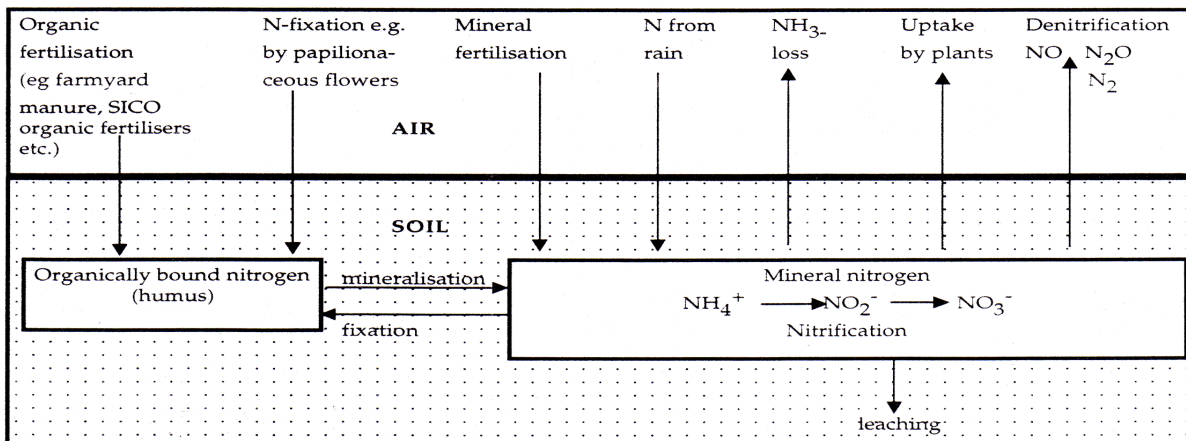 Organic
fertilisation
(eg farmyard
manure, SICO
organic fertilisers
etc.)
N-fixation e.g.
by papiliona-
ceous flowers
Mineral
fertilisation
N from
rain
NH3-
loss
Uptake
by plants
Denitrification
NO N2O
N2
AIR
SOIL
Organically bound nitrogen
(humus)
mineralisation
fixation
Mineral nitrogen
NH4+ NO2- NO3-
Nitrification
leaching